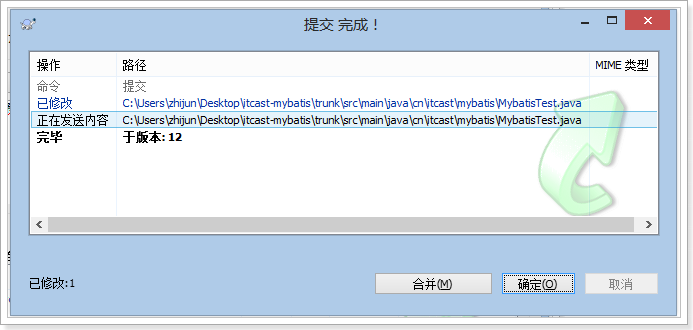 提交 完成！
操作 路径 MIME 类型
命令 提交
已修改 C:\Users\zhijun\Desktop\itcast-mybatis\trunk\src\main\java\cn\itcast\mybatis\MybatisTest.java
正在发送内容 C:\Users\zhijun\Desktop\itcast-mybatis\trunk\src\main\java\cn\itcast\mybatis\MybatisTest.java
完毕 于版本: 12
已修改:1 合并(M) 确定(O) 取消